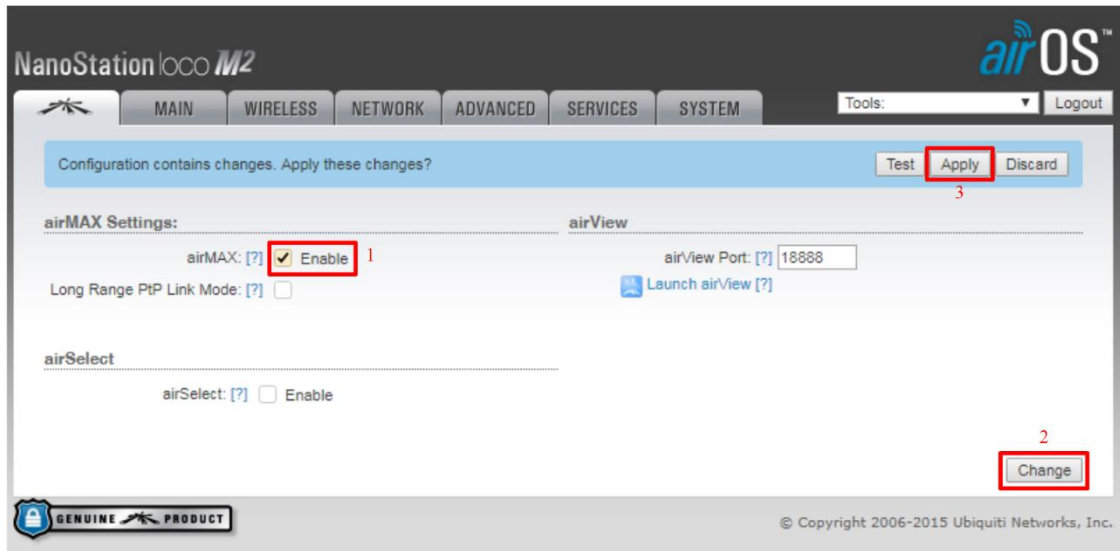 NanoStation loco M2
airOS™
MAIN WIRELESS NETWORK ADVANCED SERVICES SYSTEM Tools: Logout
Configuration contains changes. Apply these changes? Test Apply Discard
3
airMAX Settings:
airMAX: [?] Enable 1
Long Range PtP Link Mode: [?]
airView
airView Port: [?] 18888
Launch airView [?]
airSelect
airSelect: [?] Enable
2
Change
GENUINE PRODUCT
© Copyright 2006-2015 Ubiquiti Networks, Inc.